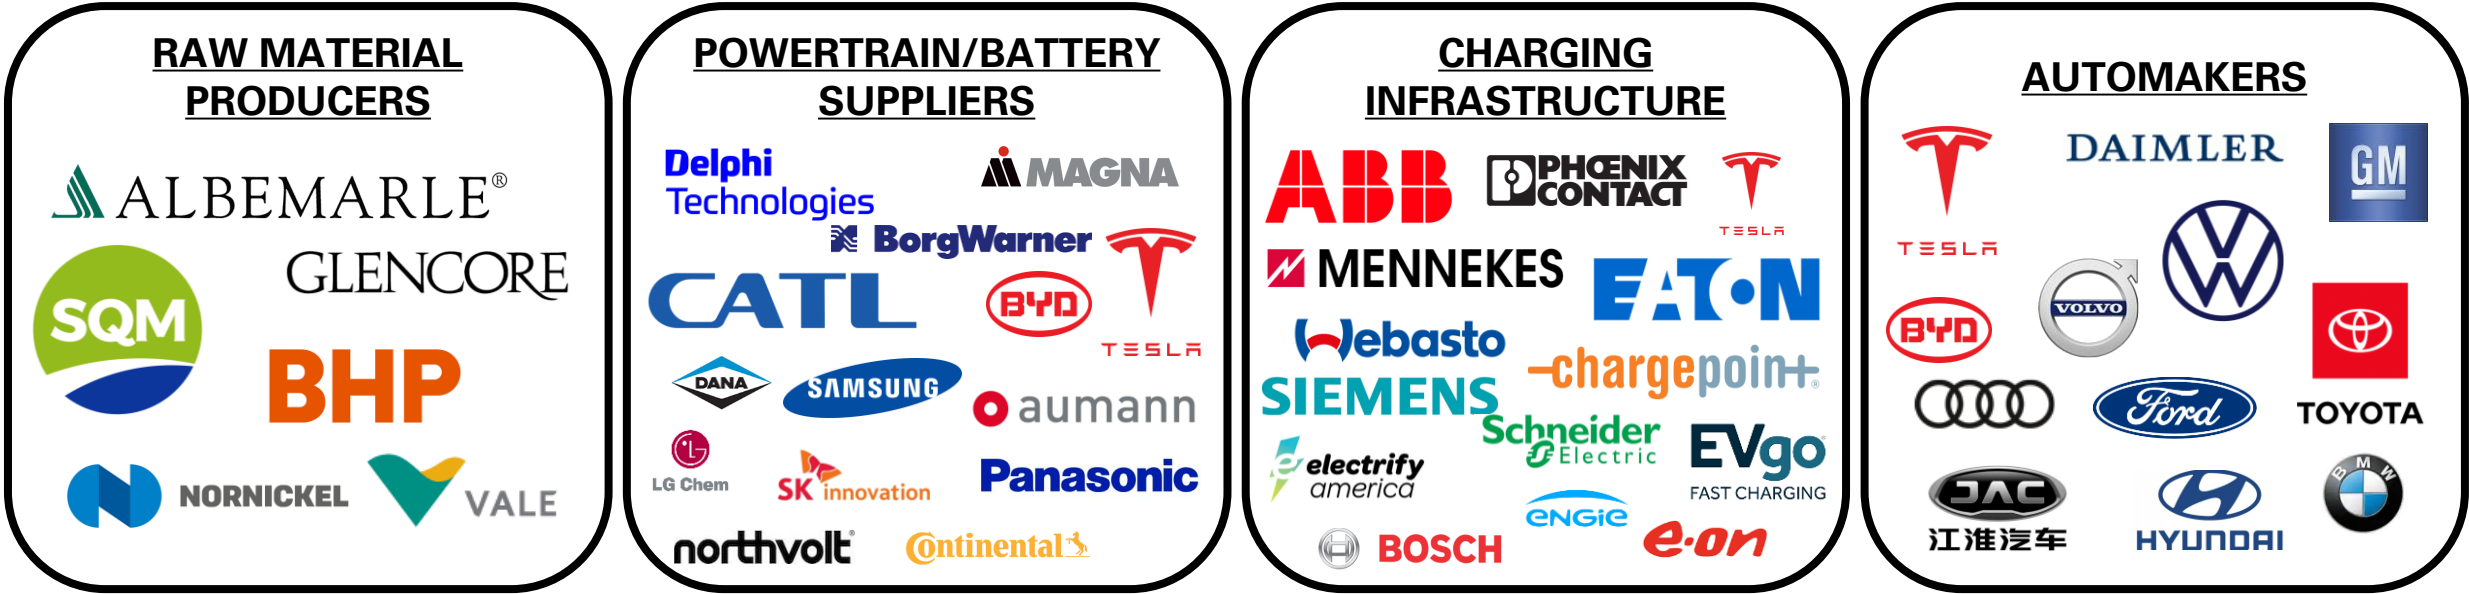 RAW MATERIAL
PRODUCERS
ALBEMARLE®
SQM
GLENCORE
BHP
NORNICKEL
VALE
POWERTRAIN/BATTERY
SUPPLIERS
Delphi
Technologies
MAGNA
BorgWarner
CATL
BYD
TESLA
DANA
SAMSUNG
aumann
LG Chem
SK innovation
Panasonic
northvolt
Continental
CHARGING
INFRASTRUCTURE
ABB
PHŒNIX
CONTACT
TESLA
MENNEKES
EATON
Webasto
-chargepoin+®
SIEMENS
Schneider
Electric
electrify
america
EVgo
FAST CHARGING
ENGIE
BOSCH
e·on
AUTOMAKERS
TESLA
DAIMLER
GM
VOLVO
VW
BYD
TOYOTA
Ford
JAC
江淮汽车
HYUNDAI
BMW